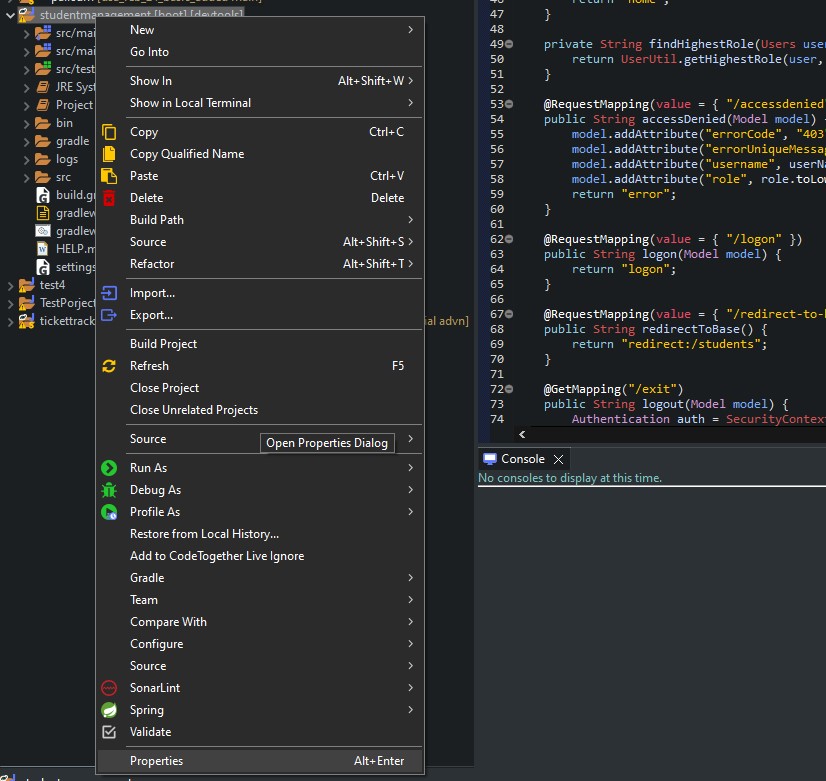 studentmanagement [boot] [devtools]
src/mai
src/mai
src/test
JRE Syst
Project
bin
gradle
logs
src
build.gr
gradlew
gradlew
HELP.m
settings
test4
TestPorject
tickettrack
ial advn]
New
Go Into
Show In Alt+Shift+W
Show in Local Terminal
Copy Ctrl+C
Copy Qualified Name
Paste Ctrl+V
Delete Delete
Build Path
Source Alt+Shift+S
Refactor Alt+Shift+T
Import...
Export...
Build Project
Refresh F5
Close Project
Close Unrelated Projects
Source
Open Properties Dialog
Run As
Debug As
Profile As
Restore from Local History...
Add to CodeTogether Live Ignore
Gradle
Team
Compare With
Configure
Source
SonarLint
Spring
Validate
Properties Alt+Enter
46 return "home";
47 }
48
49 private String findHighestRole(Users use
50 return UserUtil.getHighestRole(user,
51 }
52
53 @RequestMapping(value = { "/accessdenied
54 public String accessDenied(Model model) {
55 model.addAttribute("errorCode", "403"
56 model.addAttribute("errorUniqueMessag
57 model.addAttribute("username", userNa
58 model.addAttribute("role", role.toLow
59 return "error";
60 }
61
62 @RequestMapping(value = { "/logon" })
63 public String logon(Model model) {
64 return "logon";
65 }
66
67 @RequestMapping(value = { "/redirect-to-b
68 public String redirectToBase() {
69 return "redirect:/students";
70 }
71
72 @GetMapping("/exit")
73 public String logout(Model model) {
74 Authentication auth = SecurityContext
Console
No consoles to display at this time.